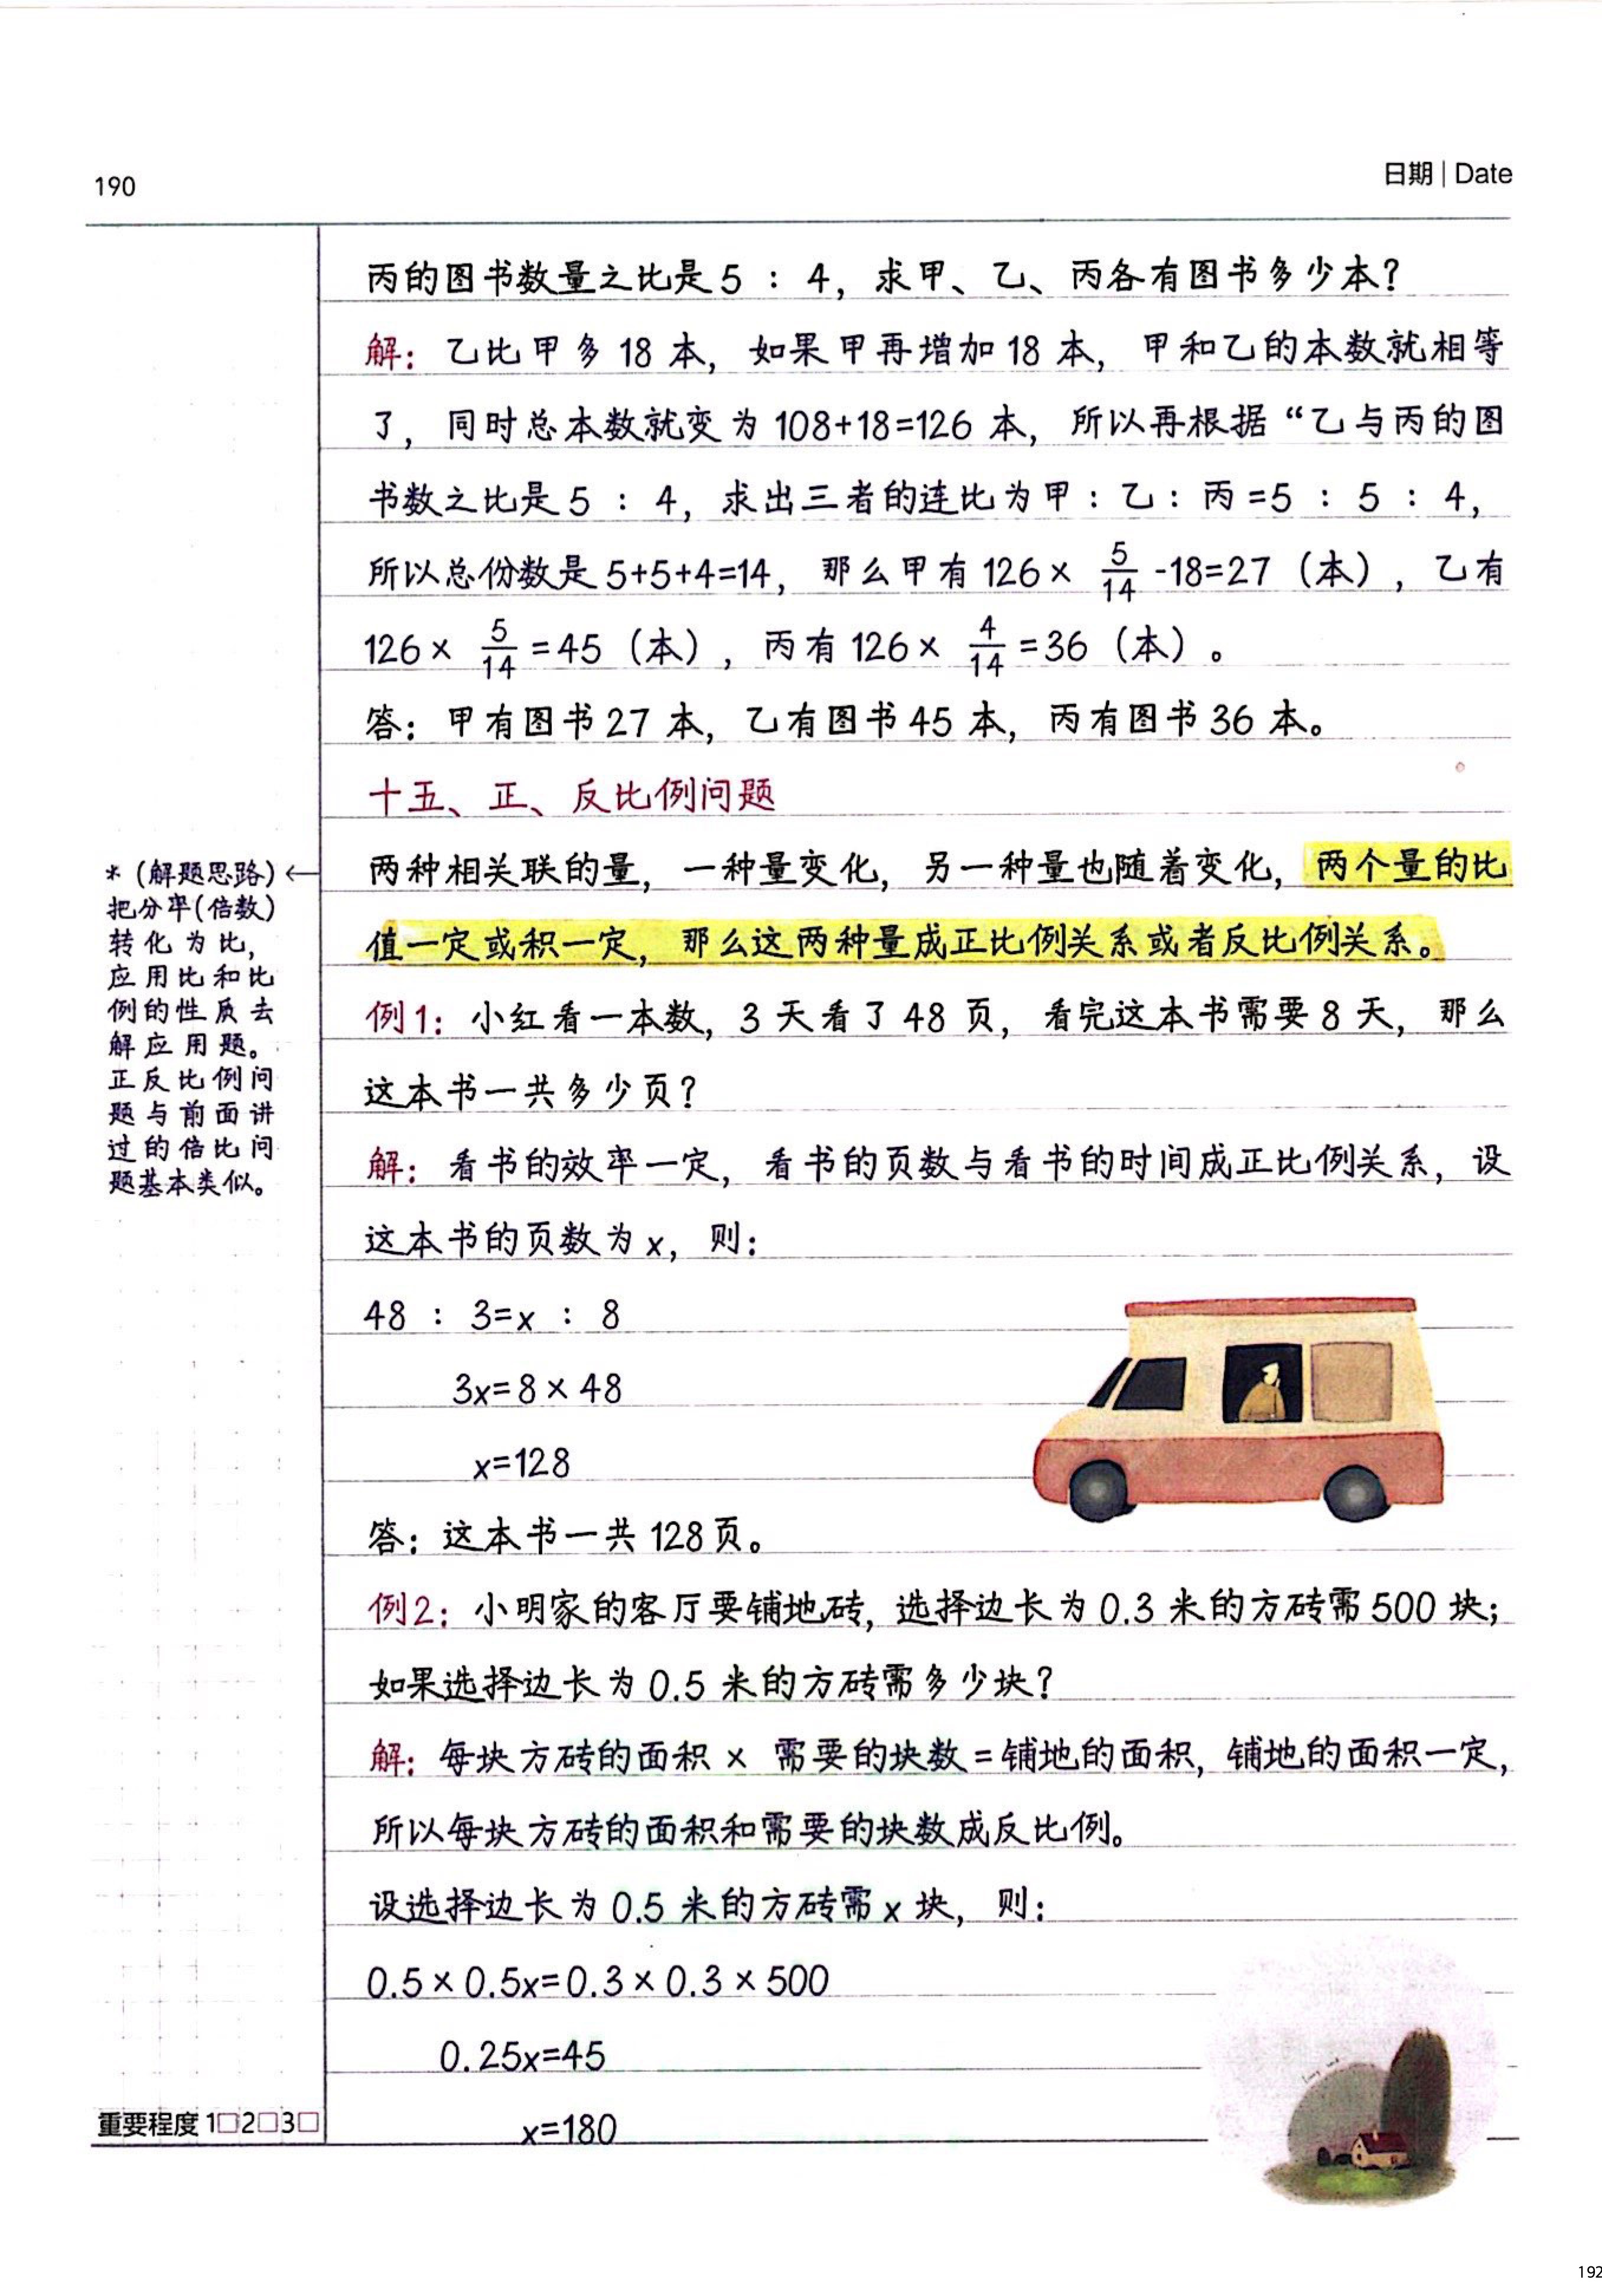 190
日期 | Date
丙的图书数量之比是5 : 4，求甲、乙、丙各有图书多少本？
解：乙比甲多18本，如果甲再增加18本，甲和乙的本数就相等
了，同时总本数就变为108+18=126本，所以再根据“乙与丙的图
书数之比是5 : 4，求出三者的连比为甲：乙：丙=5 : 5 : 4，
所以总份数是5+5+4=14，那么甲有126× 5/14 -18=27（本），乙有
126× 5/14 =45（本），丙有126× 4/14 =36（本）。
答：甲有图书27本，乙有图书45本，丙有图书36本。
十五、正、反比例问题
两种相关联的量，一种量变化，另一种量也随着变化，两个量的比
值一定或积一定，那么这两种量成正比例关系或者反比例关系。
*（解题思路）←
把分率(倍数)
转化为比，
应用比和比
例的性质去
解应用题。
正反比例问
题与前面讲
过的倍比问
题基本类似。
例1：小红看一本数，3天看了48页，看完这本书需要8天，那么
这本书一共多少页？
解：看书的效率一定，看书的页数与看书的时间成正比例关系，设
这本书的页数为x，则：
48 : 3=x : 8
3x=8×48
x=128
答：这本书一共128页。
例2：小明家的客厅要铺地砖，选择边长为0.3米的方砖需500块；
如果选择边长为0.5米的方砖需多少块？
解：每块方砖的面积×需要的块数=铺地的面积，铺地的面积一定，
所以每块方砖的面积和需要的块数成反比例。
设选择边长为0.5米的方砖需x块，则：
0.5×0.5x=0.3×0.3×500
0.25x=45
x=180
重要程度 1□2□3□
192